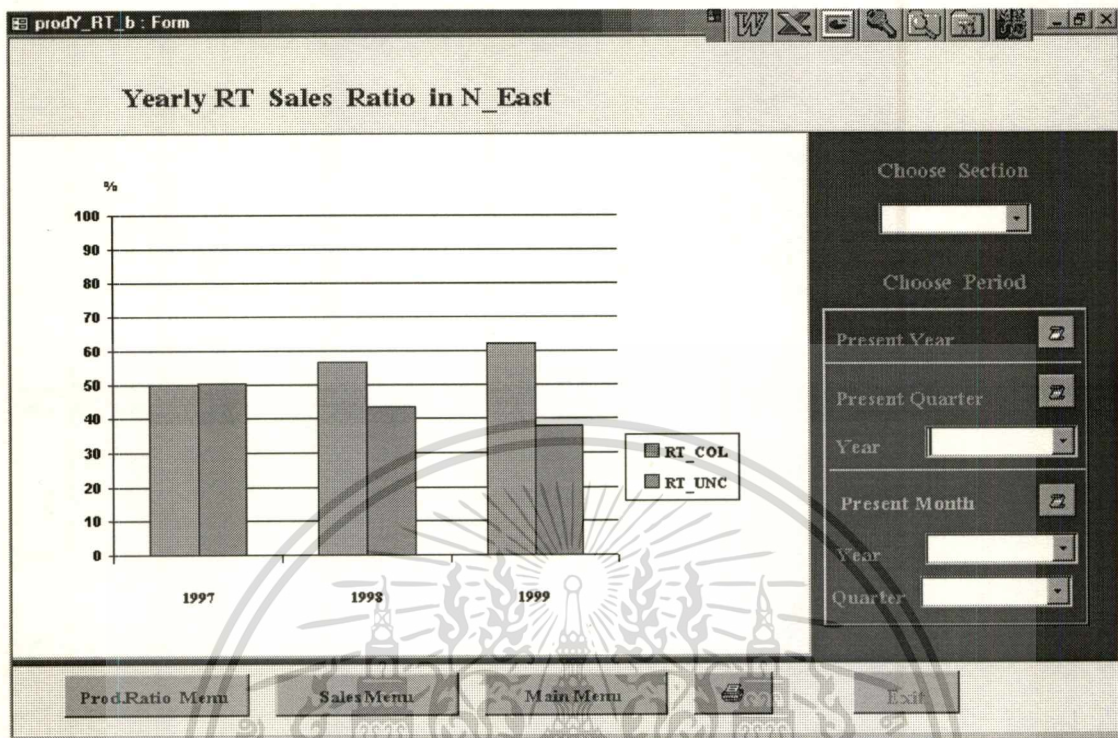 prodY_RT_b : Form
Yearly RT Sales Ratio in N_East
%
100
90
80
70
60
50
40
30
20
10
0
1997 1998 1999
RT_COL
RT_UNC
Choose Section
Choose Period
Present Year
Present Quarter
Year
Present Month
Year
Quarter
Prod.Ratio Menu Sales Menu Main Menu Exit